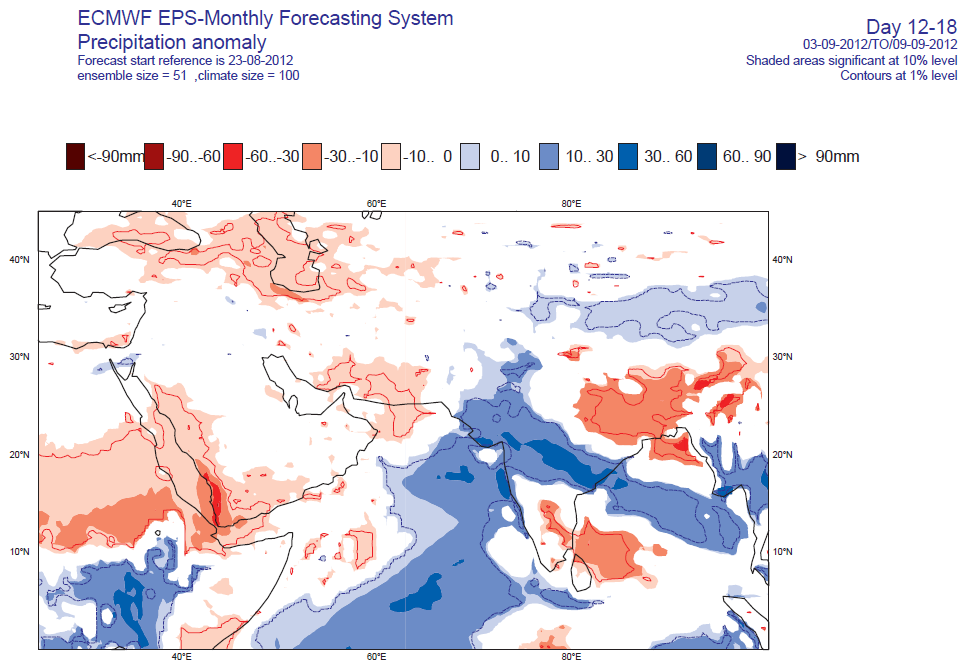 ECMWF EPS-Monthly Forecasting System
Precipitation anomaly
Forecast start reference is 23-08-2012
ensemble size = 51 ,climate size = 100
Day 12-18
03-09-2012/TO/09-09-2012
Shaded areas significant at 10% level
Contours at 1% level
<-90mm -90..-60 -60..-30 -30..-10 -10.. 0 0.. 10 10.. 30 30.. 60 60.. 90 > 90mm
40°E 60°E 80°E
40°N 40°N
30°N 30°N
20°N 20°N
10°N 10°N
40°E 60°E 80°E